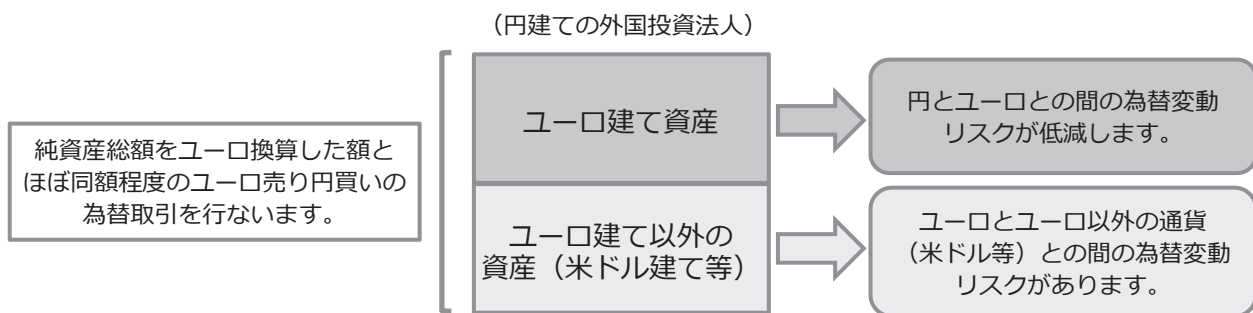 （円建ての外国投資法人）
純資産総額をユーロ換算した額と
ほぼ同額程度のユーロ売り円買いの
為替取引を行ないます。
ユーロ建て資産
円とユーロとの間の為替変動
リスクが低減します。
ユーロ建て以外の
資産（米ドル建て等）
ユーロとユーロ以外の通貨
（米ドル等）との間の為替変動
リスクがあります。